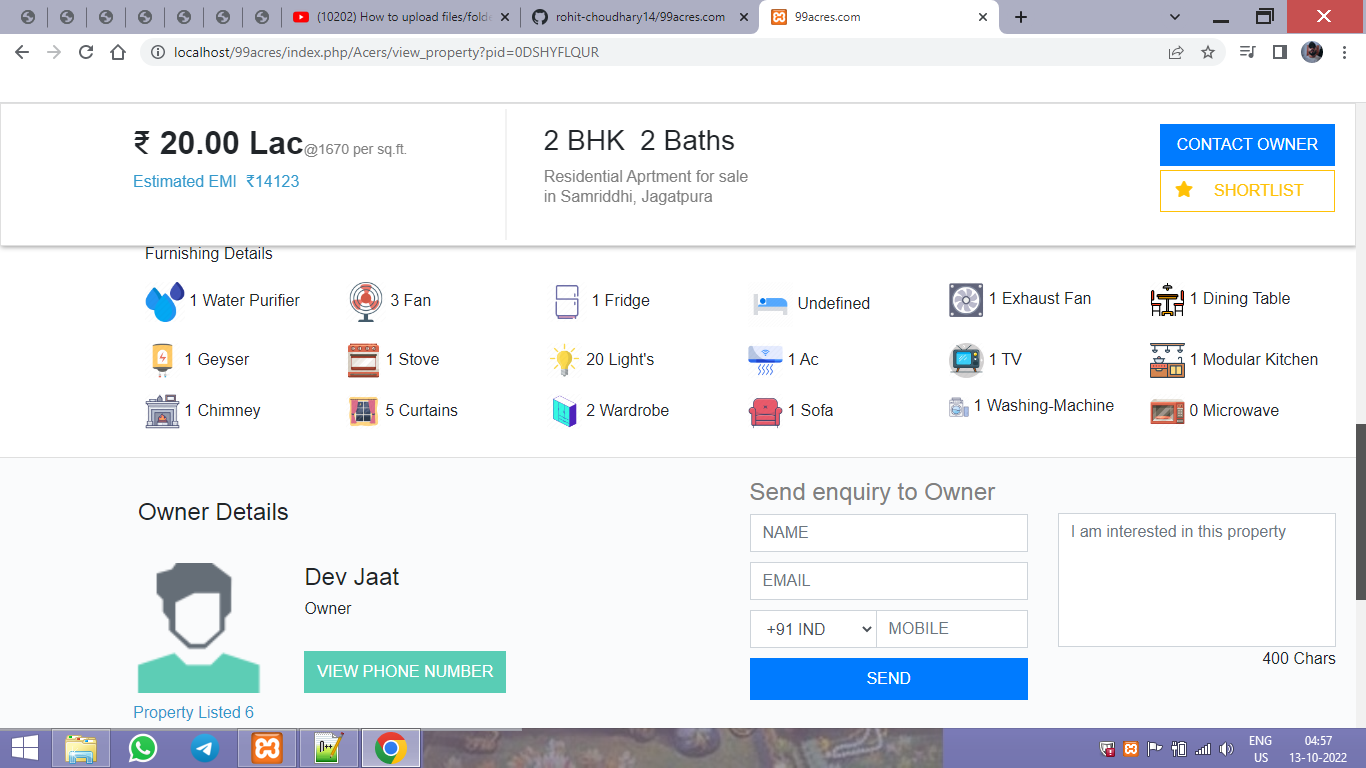 (10202) How to upload files/folde
rohit-choudhary14/99acres.com
99acres.com
localhost/99acres/index.php/Acers/view_property?pid=0DSHYFLQUR
₹ 20.00 Lac@1670 per sq.ft.
Estimated EMI ₹14123
2 BHK 2 Baths
Residential Aprtment for sale
in Samriddhi, Jagatpura
CONTACT OWNER
SHORTLIST
Furnishing Details
1 Water Purifier 3 Fan 1 Fridge Undefined 1 Exhaust Fan 1 Dining Table
1 Geyser 1 Stove 20 Light's 1 Ac 1 TV 1 Modular Kitchen
1 Chimney 5 Curtains 2 Wardrobe 1 Sofa 1 Washing-Machine 0 Microwave
Owner Details
Dev Jaat
Owner
VIEW PHONE NUMBER
Property Listed 6
Send enquiry to Owner
NAME
EMAIL
+91 IND MOBILE
SEND
I am interested in this property
400 Chars
ENG
US
04:57
13-10-2022